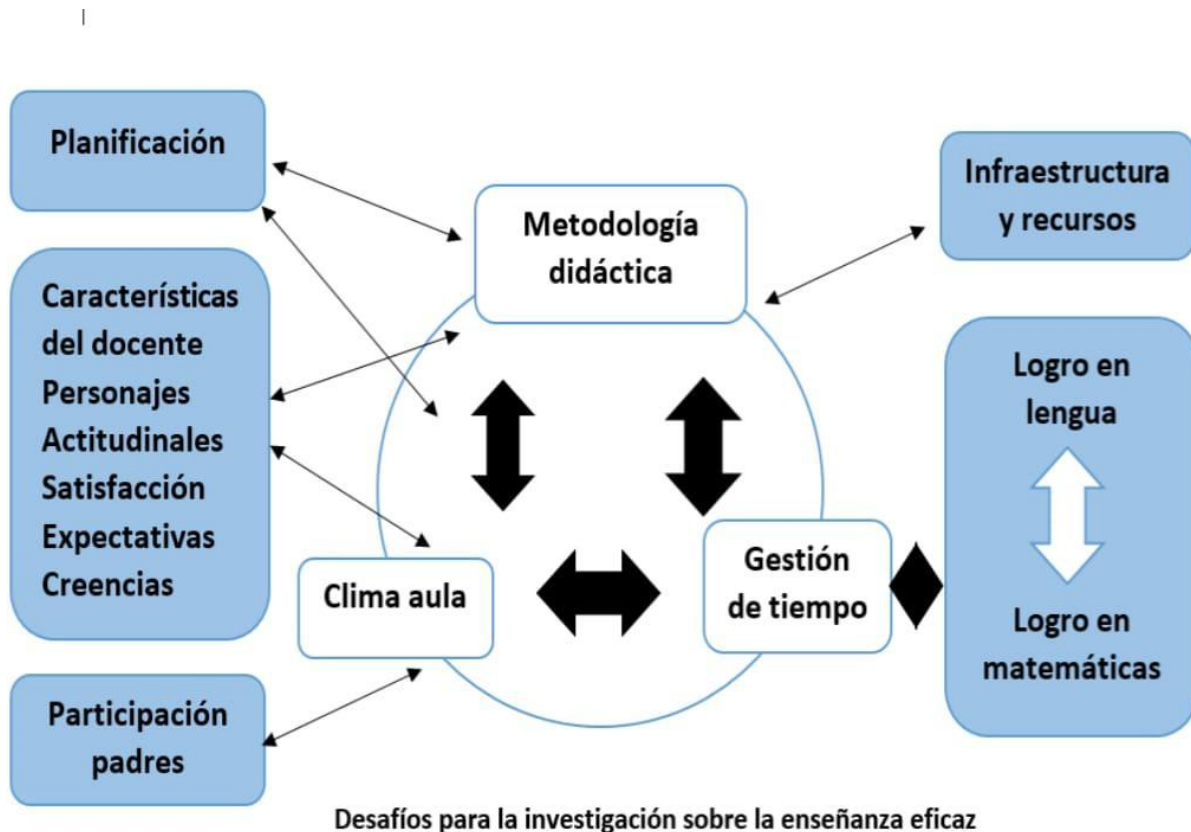 Planificación
Característicás
del docente
Personajes
Actitudinales
Satisfacción
Expectativas
Creencias
Participación
padres
Metodología
didáctica
Clima aula
Gestión
de tiempo
Infraestructura
y recursos
Logro en
lengua
Logro en
matemáticas
Desafíos para la investigación sobre la enseñanza eficaz